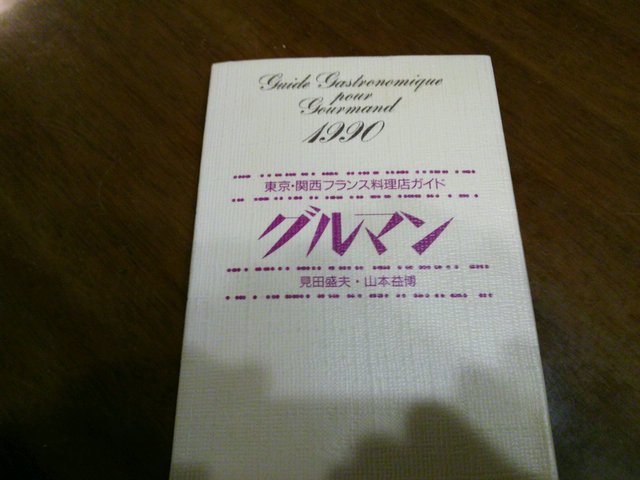 Guide Gastronomique
pour
Gourmand
1990
東京・関西フランス料理店ガイド
グルマン
見田盛夫・山本益博